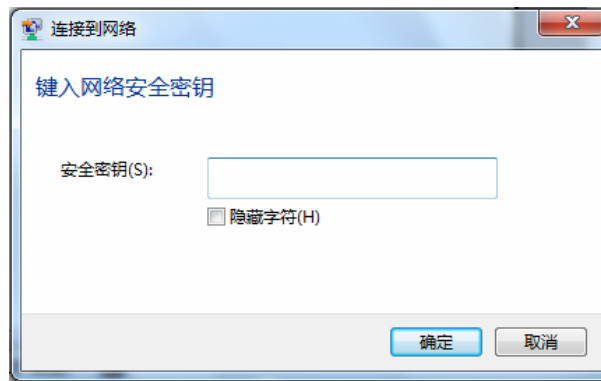 连接到网络
键入网络安全密钥
安全密钥(S):
隐藏字符(H)
确定
取消